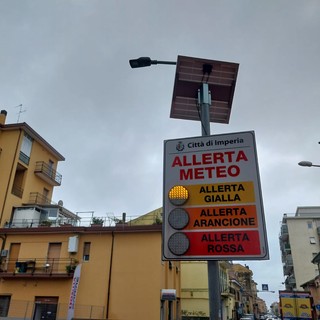 Città di Imperia
ALLERTA
METEO
ALLERTA
GIALLA
ALLERTA
ARANCIONE
ALLERTA
ROSSA